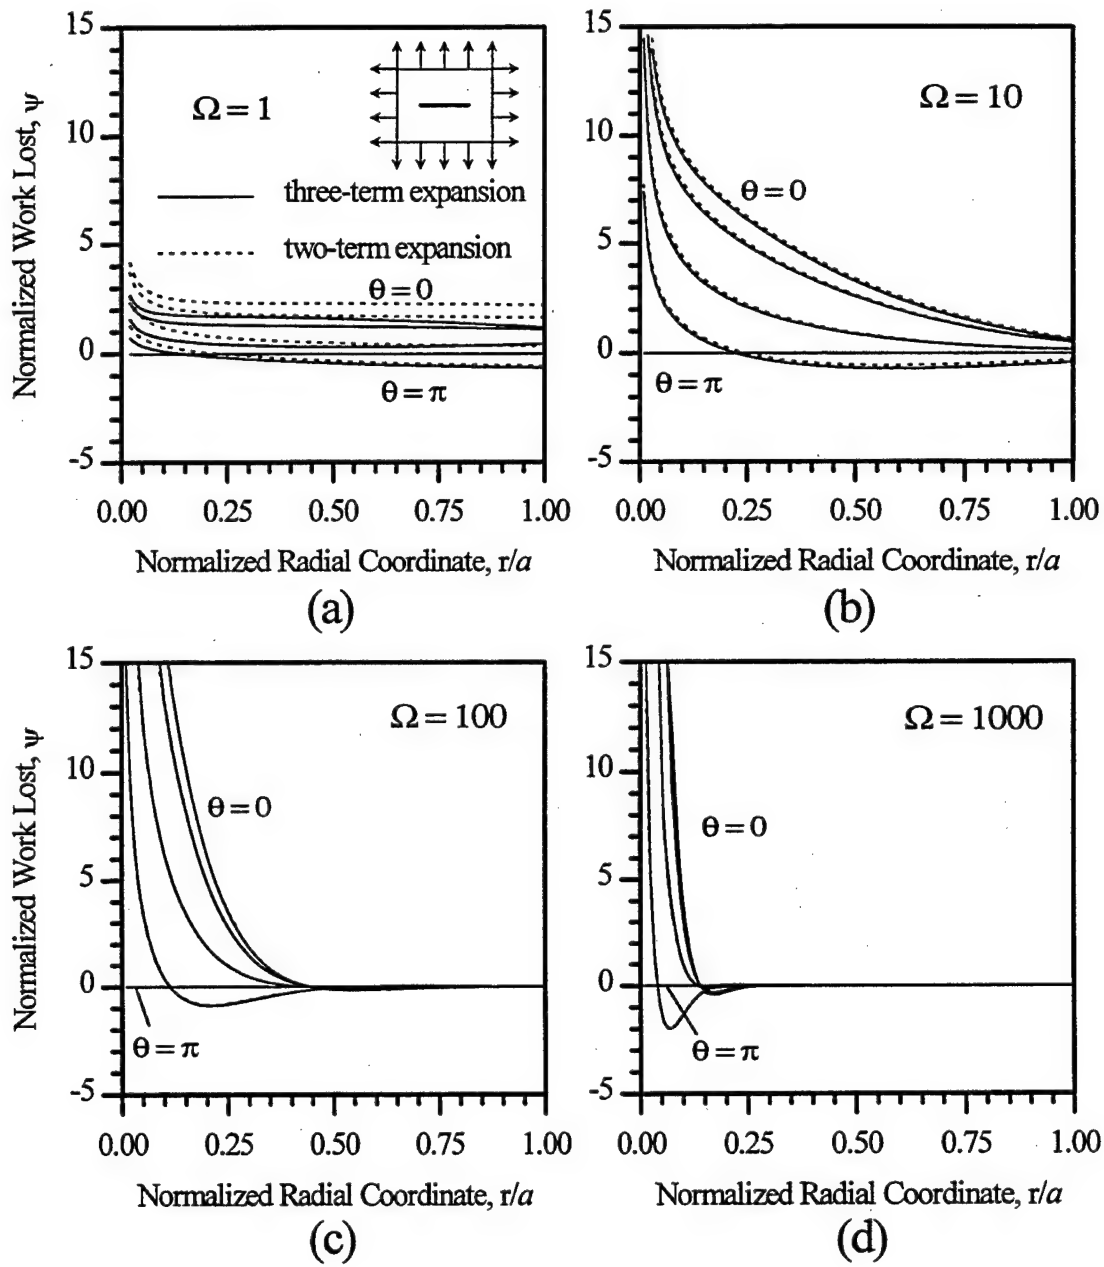 15
10
5
0
-5
Normalized Work Lost, ψ
Ω = 1
three-term expansion
two-term expansion
θ = 0
θ = π
0.00 0.25 0.50 0.75 1.00
Normalized Radial Coordinate, r/a
(a)
15
10
5
0
-5
Ω = 10
θ = 0
θ = π
0.00 0.25 0.50 0.75 1.00
Normalized Radial Coordinate, r/a
(b)
15
10
5
0
-5
Normalized Work Lost, ψ
Ω = 100
θ = 0
θ = π
0.00 0.25 0.50 0.75 1.00
Normalized Radial Coordinate, r/a
(c)
15
10
5
0
-5
Ω = 1000
θ = 0
θ = π
0.00 0.25 0.50 0.75 1.00
Normalized Radial Coordinate, r/a
(d)